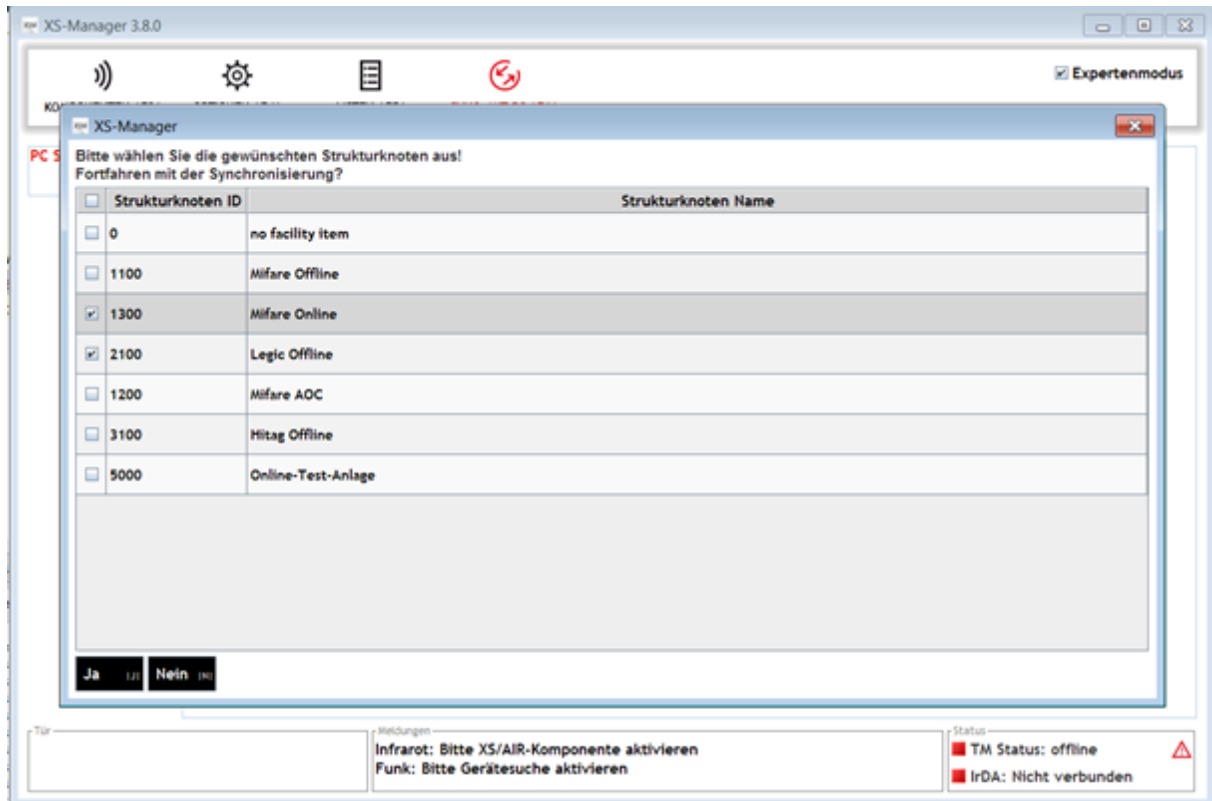 XS-Manager 3.8.0
Expertenmodus
XS-Manager
PC S
Bitte wählen Sie die gewünschten Strukturknoten aus!
Fortfahren mit der Synchronisierung?
Strukturknoten ID Strukturknoten Name
0 no facility item
1100 Mifare Offline
1300 Mifare Online
2100 Legic Offline
1200 Mifare AOC
3100 Hitag Offline
5000 Online-Test-Anlage
Ja [J] Nein [N]
Tür
Meldungen
Infrarot: Bitte XS/AIR-Komponente aktivieren
Funk: Bitte Gerätesuche aktivieren
Status
TM Status: offline
IrDA: Nicht verbunden